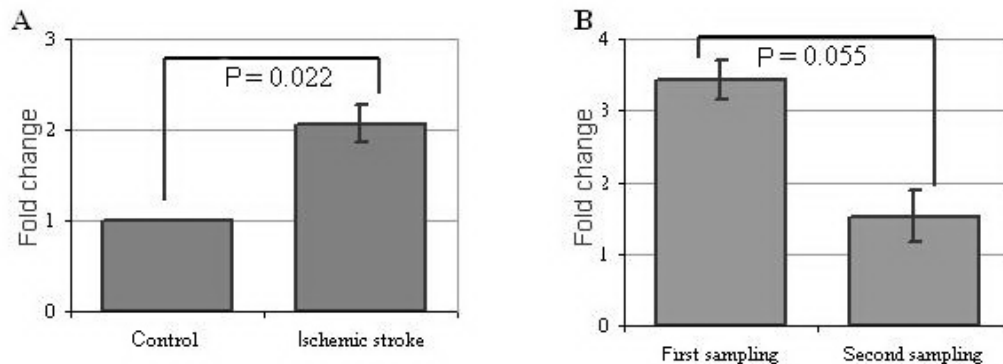 A
3
2
1
0
Fold change
P = 0.022
Control
Ischemic stroke
B
4
3
2
1
0
Fold change
P = 0.055
First sampling
Second sampling